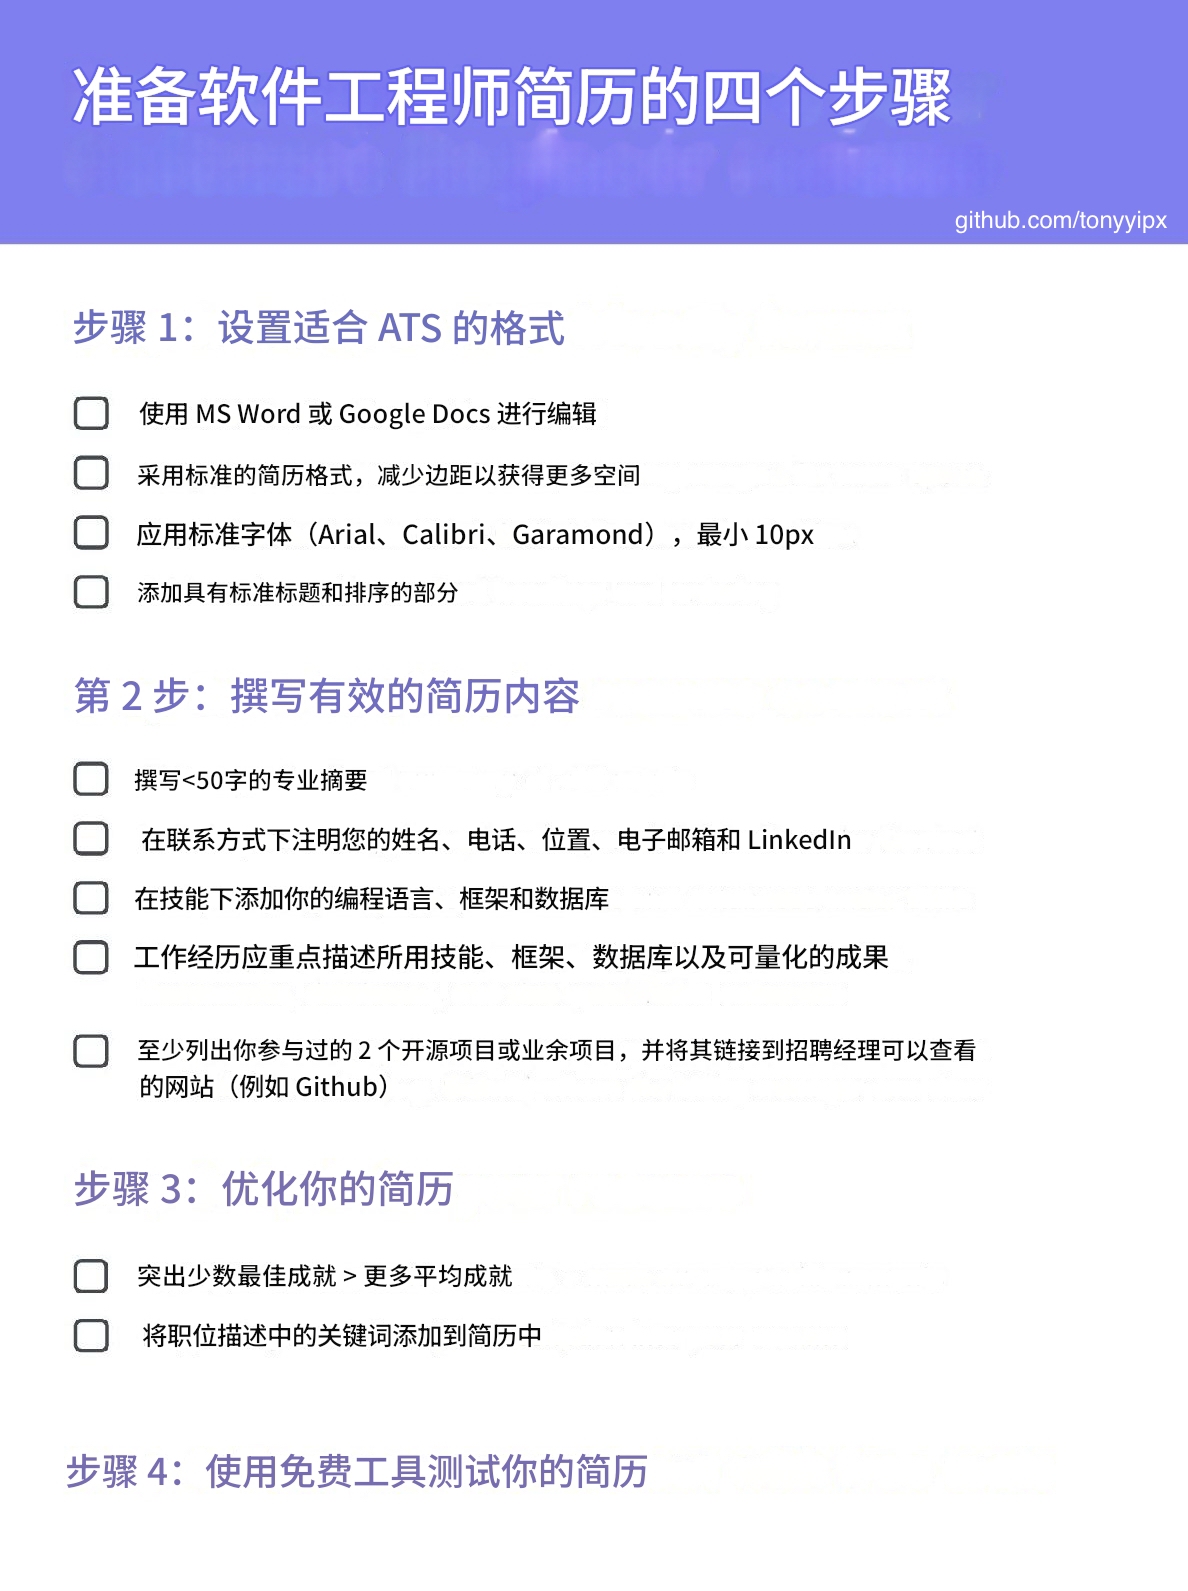 准备软件工程师简历的四个步骤
github.com/tonyyipx
步骤 1：设置适合 ATS 的格式
使用 MS Word 或 Google Docs 进行编辑
采用标准的简历格式，减少边距以获得更多空间
应用标准字体（Arial、Calibri、Garamond），最小 10px
添加具有标准标题和排序的部分
第 2 步：撰写有效的简历内容
撰写<50字的专业摘要
在联系方式下注明您的姓名、电话、位置、电子邮箱和 LinkedIn
在技能下添加你的编程语言、框架和数据库
工作经历应重点描述所用技能、框架、数据库以及可量化的成果
至少列出你参与过的 2 个开源项目或业余项目，并将其链接到招聘经理可以查看
的网站（例如 Github）
步骤 3：优化你的简历
突出少数最佳成就 > 更多平均成就
将职位描述中的关键词添加到简历中
步骤 4：使用免费工具测试你的简历